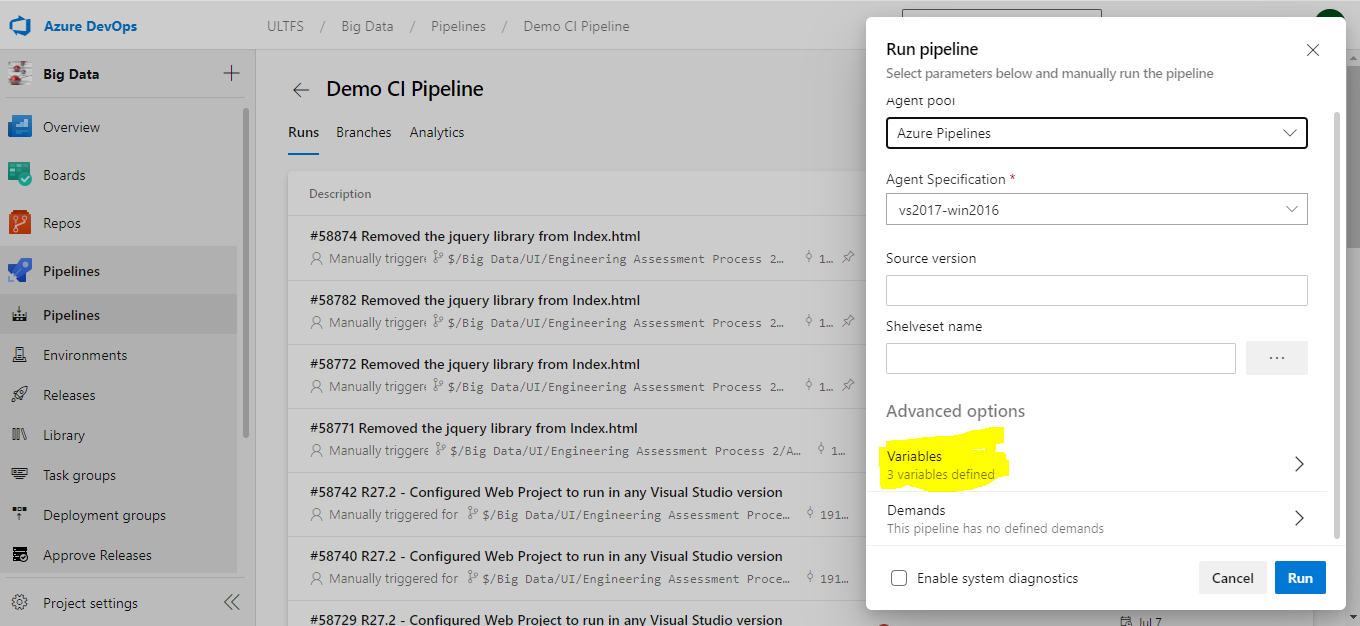 Azure DevOps
ULTFS / Big Data / Pipelines / Demo CI Pipeline
Big Data
Overview
Boards
Repos
Pipelines
Pipelines
Environments
Releases
Library
Task groups
Deployment groups
Approve Releases
Project settings
Demo CI Pipeline
Runs Branches Analytics
Description
#58874 Removed the jquery library from Index.html
Manually triggere $/Big Data/UI/Engineering Assessment Process 2… 1…
#58782 Removed the jquery library from Index.html
Manually triggere $/Big Data/UI/Engineering Assessment Process 2… 1…
#58772 Removed the jquery library from Index.html
Manually triggere $/Big Data/UI/Engineering Assessment Process 2… 1…
#58771 Removed the jquery library from Index.html
Manually triggere $/Big Data/UI/Engineering Assessment Process 2/A… 1…
#58742 R27.2 - Configured Web Project to run in any Visual Studio version
Manually triggered for $/Big Data/UI/Engineering Assessment Proce… 191…
#58740 R27.2 - Configured Web Project to run in any Visual Studio version
Manually triggered for $/Big Data/UI/Engineering Assessment Proce… 191…
#58729 R27.2 - Configured Web Project to run in any Visual Studio version
Jul 7
Run pipeline
Select parameters below and manually run the pipeline
Agent pool
Azure Pipelines
Agent Specification *
vs2017-win2016
Source version
Shelveset name
...
Advanced options
Variables
3 variables defined
Demands
This pipeline has no defined demands
Enable system diagnostics
Cancel Run